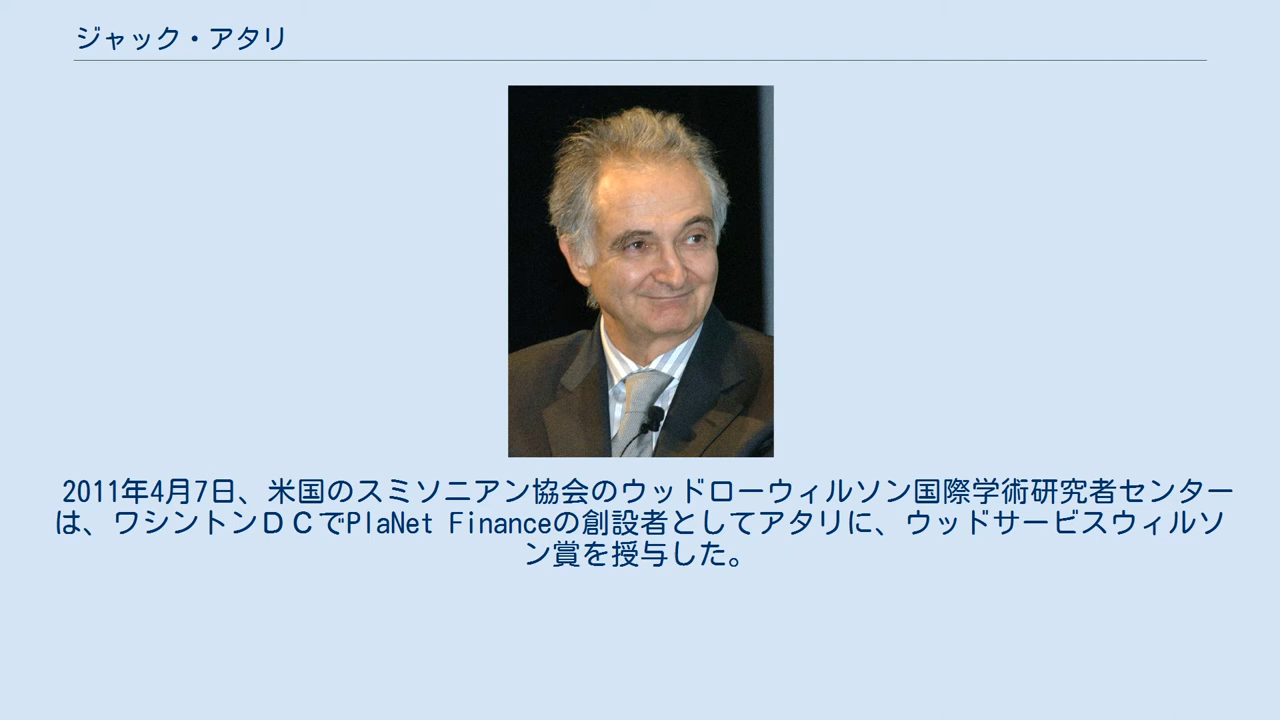 ジャック・アタリ
2011年4月7日、米国のスミソニアン協会のウッドローウィルソン国際学術研究者センター
は、ワシントンＤＣでPlaNet Financeの創設者としてアタリに、ウッドサービスウィルソ
ン賞を授与した。